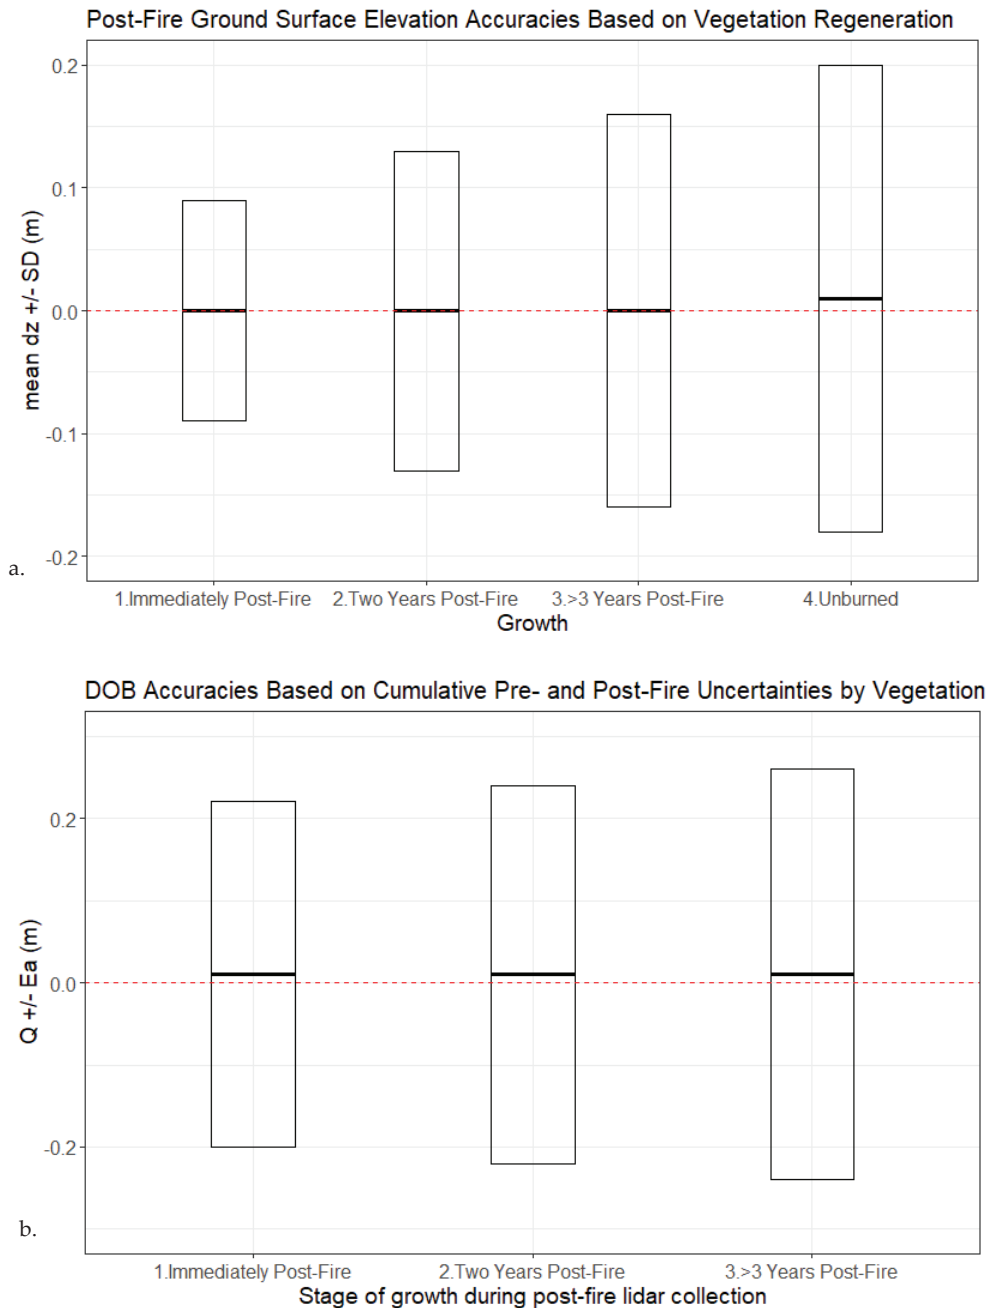 Post-Fire Ground Surface Elevation Accuracies Based on Vegetation Regeneration
mean dz +/- SD (m)
0.2
0.1
0.0
-0.1
-0.2
a.
1.Immediately Post-Fire 2.Two Years Post-Fire 3.>3 Years Post-Fire 4.Unburned
Growth
DOB Accuracies Based on Cumulative Pre- and Post-Fire Uncertainties by Vegetation
Q +/- Ea (m)
0.2
0.0
-0.2
b.
1.Immediately Post-Fire 2.Two Years Post-Fire 3.>3 Years Post-Fire
Stage of growth during post-fire lidar collection